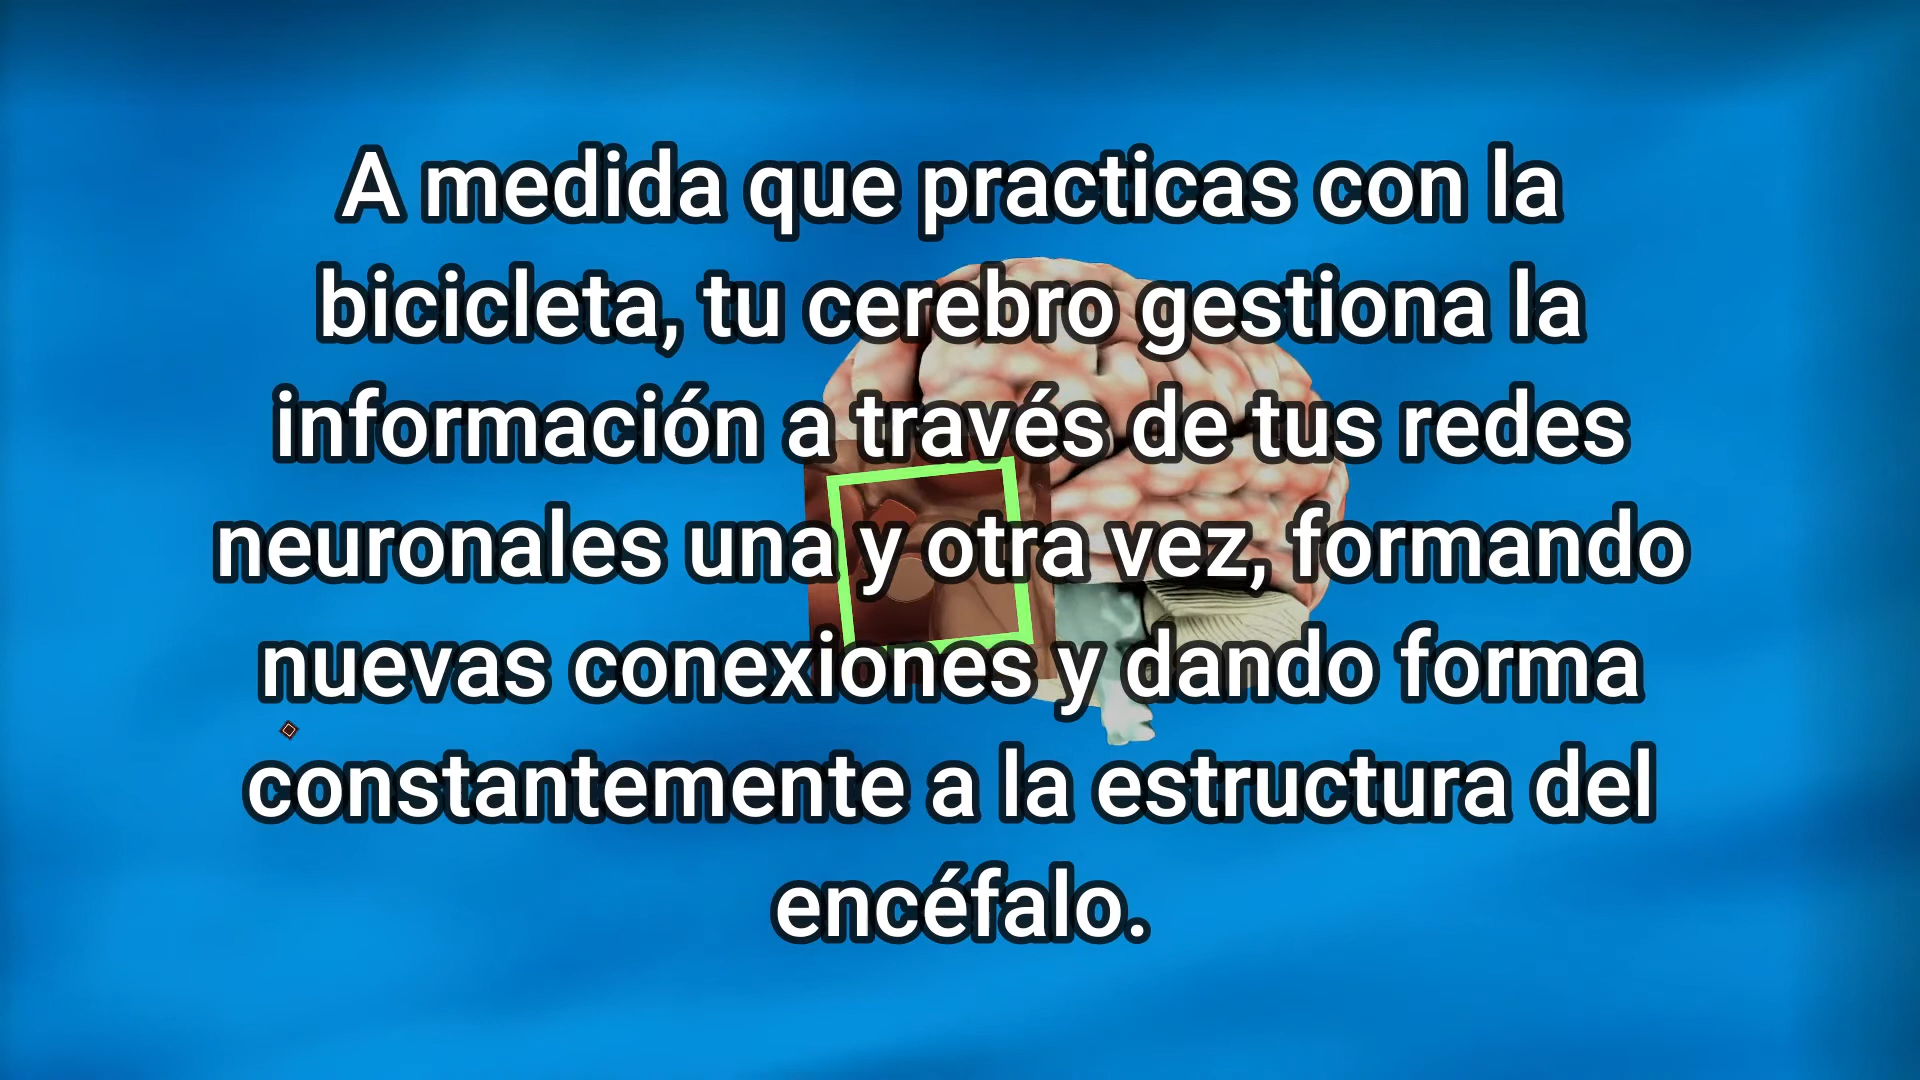 A medida que practicas con la
bicicleta, tu cerebro gestiona la
información a través de tus redes
neuronales una y otra vez, formando
nuevas conexiones y dando forma
constantemente a la estructura del
encéfalo.